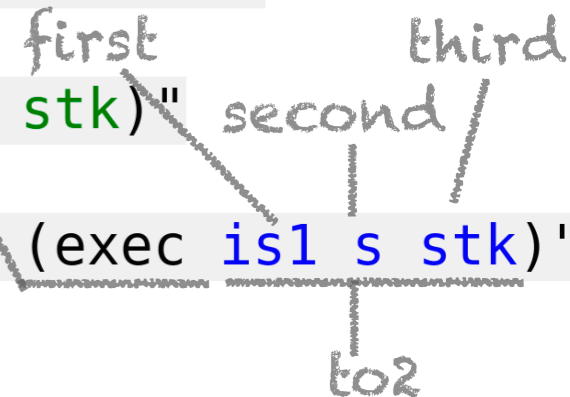 first third
stk)" second
(exec is1 s stk)'
to2